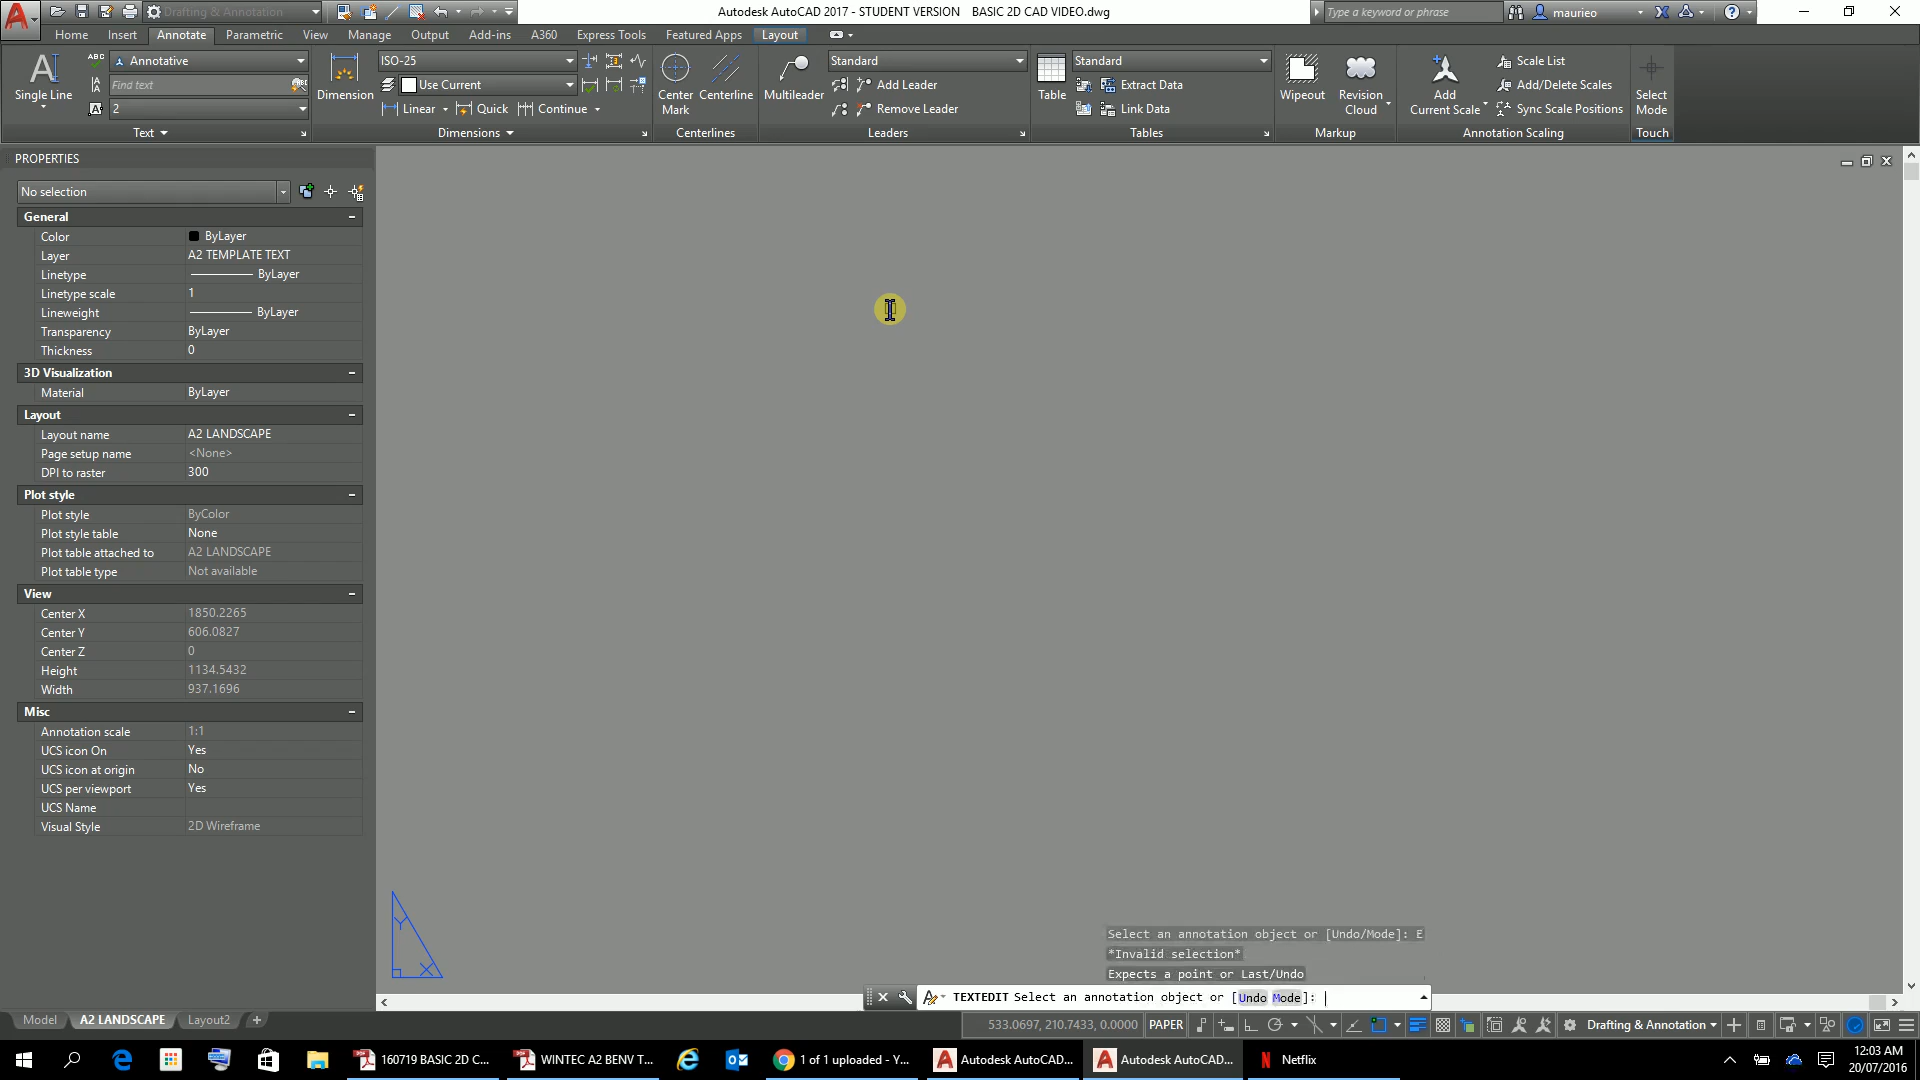 Drafting & Annotation
Autodesk AutoCAD 2017 - STUDENT VERSION BASIC 2D CAD VIDEO.dwg
Type a keyword or phrase
maurieo
Home Insert Annotate Parametric View Manage Output Add-ins A360 Express Tools Featured Apps Layout
Single Line
Annotative
Find text
2
Text
Dimension
ISO-25
Use Current
Linear Quick Continue
Dimensions
Center Mark
Centerline
Centerlines
Multileader
Standard
Add Leader
Remove Leader
Leaders
Table
Standard
Extract Data
Link Data
Tables
Wipeout
Revision Cloud
Markup
Add Current Scale
Scale List
Add/Delete Scales
Sync Scale Positions
Annotation Scaling
Select Mode
Touch
PROPERTIES
No selection
General
Color ByLayer
Layer A2 TEMPLATE TEXT
Linetype ByLayer
Linetype scale 1
Lineweight ByLayer
Transparency ByLayer
Thickness 0
3D Visualization
Material ByLayer
Layout
Layout name A2 LANDSCAPE
Page setup name <None>
DPI to raster 300
Plot style
Plot style ByColor
Plot style table None
Plot table attached to A2 LANDSCAPE
Plot table type Not available
View
Center X 1850.2265
Center Y 606.0827
Center Z 0
Height 1134.5432
Width 937.1696
Misc
Annotation scale 1:1
UCS icon On Yes
UCS icon at origin No
UCS per viewport Yes
UCS Name
Visual Style 2D Wireframe
Y
X
Select an annotation object or [Undo/Mode]: E
*Invalid selection*
Expects a point or Last/Undo
TEXTEDIT Select an annotation object or [Undo Mode]:
Model A2 LANDSCAPE Layout2 +
533.0697, 210.7433, 0.0000 PAPER Drafting & Annotation
160719 BASIC 2D C... WINTEC A2 BENV T... 1 of 1 uploaded - Y... Autodesk AutoCAD... Autodesk AutoCAD... Netflix
12:03 AM
20/07/2016